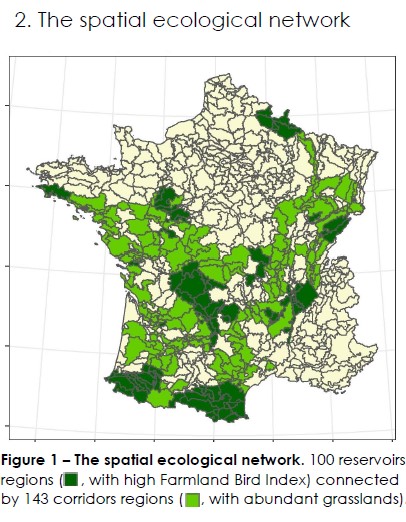 2. The spatial ecological network
Figure 1 – The spatial ecological network. 100 reservoirs
regions (■, with high Farmland Bird Index) connected
by 143 corridors regions (■, with abundant grasslands)